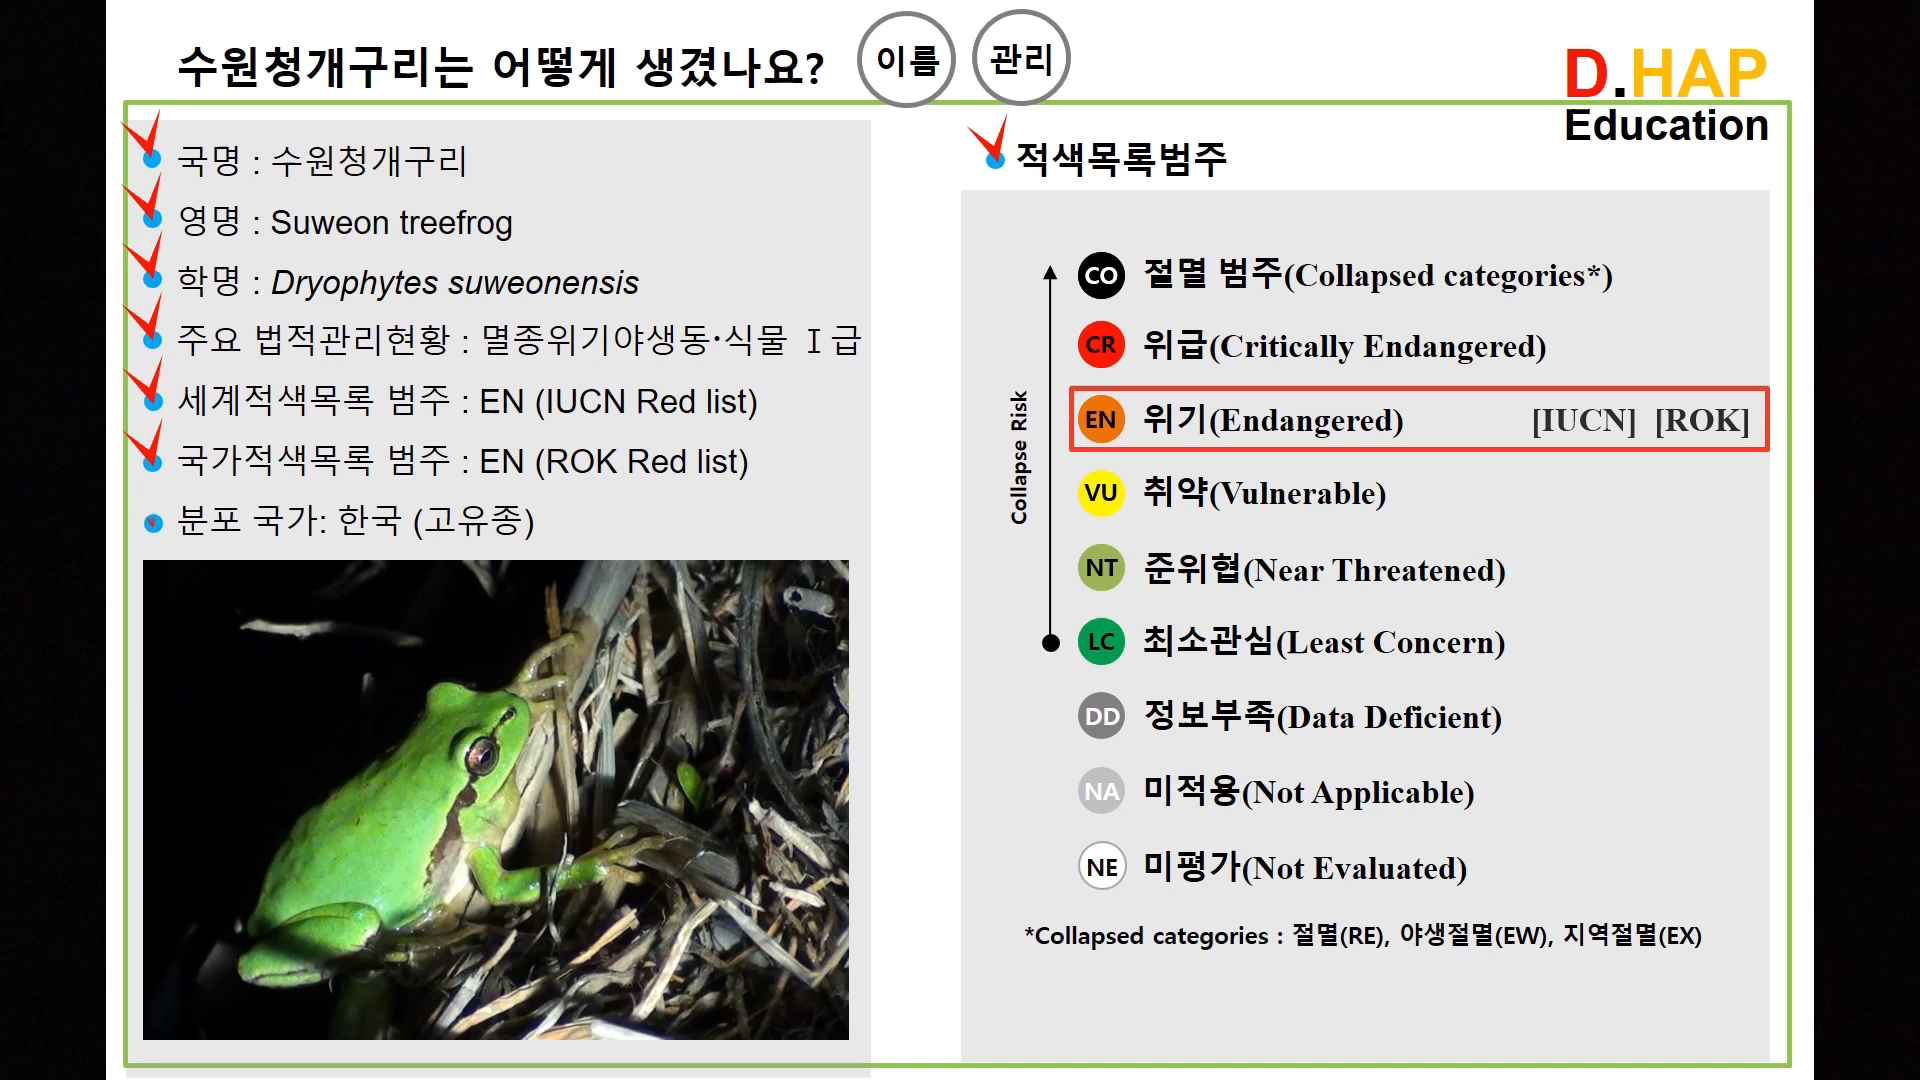 수원청개구리는 어떻게 생겼나요?
이름
관리
D.HAP
Education
국명 : 수원청개구리
영명 : Suweon treefrog
학명 : Dryophytes suweonensis
주요 법적관리현황 : 멸종위기야생동·식물 Ⅰ급
세계적색목록 범주 : EN (IUCN Red list)
국가적색목록 범주 : EN (ROK Red list)
분포 국가: 한국 (고유종)
적색목록범주
Collapse Risk
CO 절멸 범주(Collapsed categories*)
CR 위급(Critically Endangered)
EN 위기(Endangered) [IUCN] [ROK]
VU 취약(Vulnerable)
NT 준위협(Near Threatened)
LC 최소관심(Least Concern)
DD 정보부족(Data Deficient)
NA 미적용(Not Applicable)
NE 미평가(Not Evaluated)
*Collapsed categories : 절멸(RE), 야생절멸(EW), 지역절멸(EX)